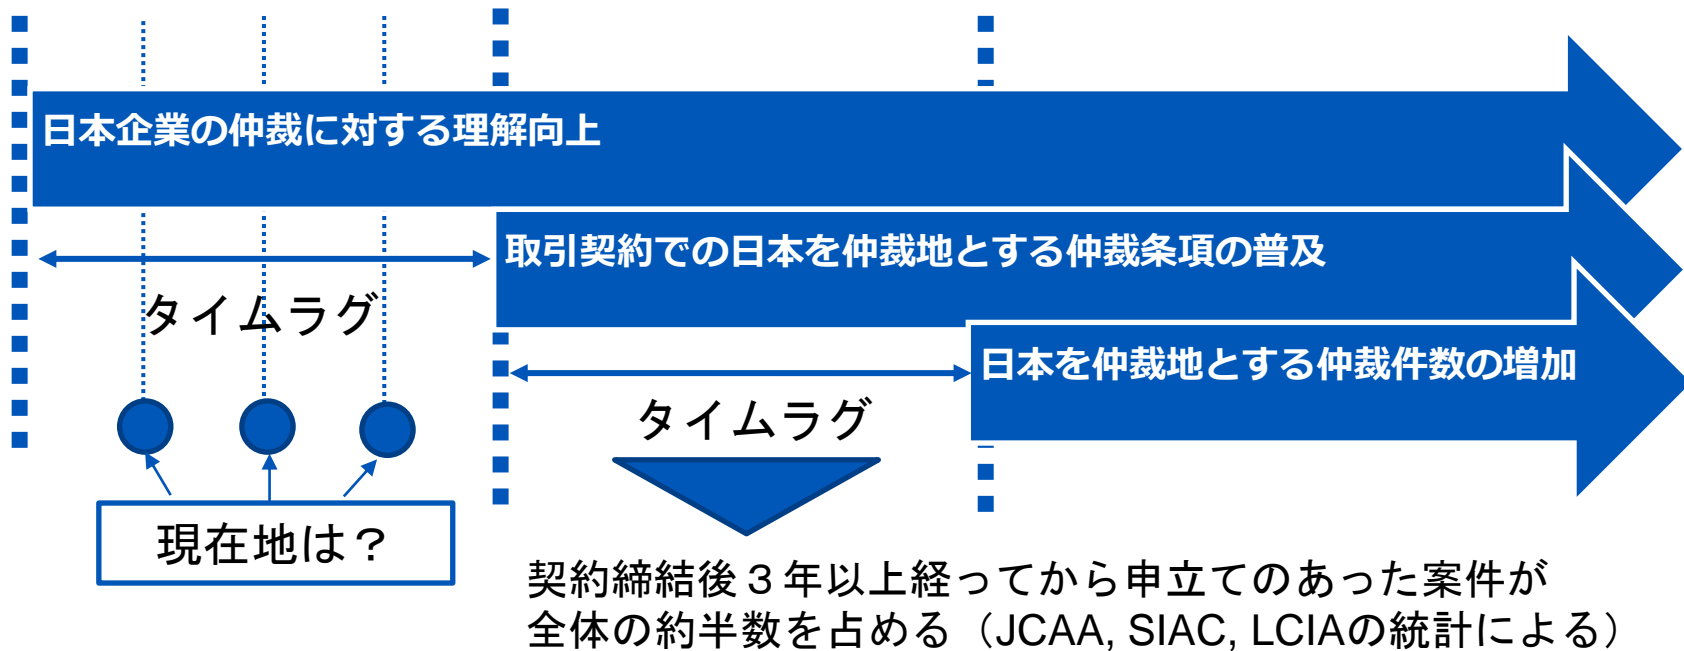 日本企業の仲裁に対する理解向上
取引契約での日本を仲裁地とする仲裁条項の普及
タイムラグ
日本を仲裁地とする仲裁件数の増加
タイムラグ
現在地は？
契約締結後３年以上経ってから申立てのあった案件が
全体の約半数を占める（JCAA, SIAC, LCIAの統計による）